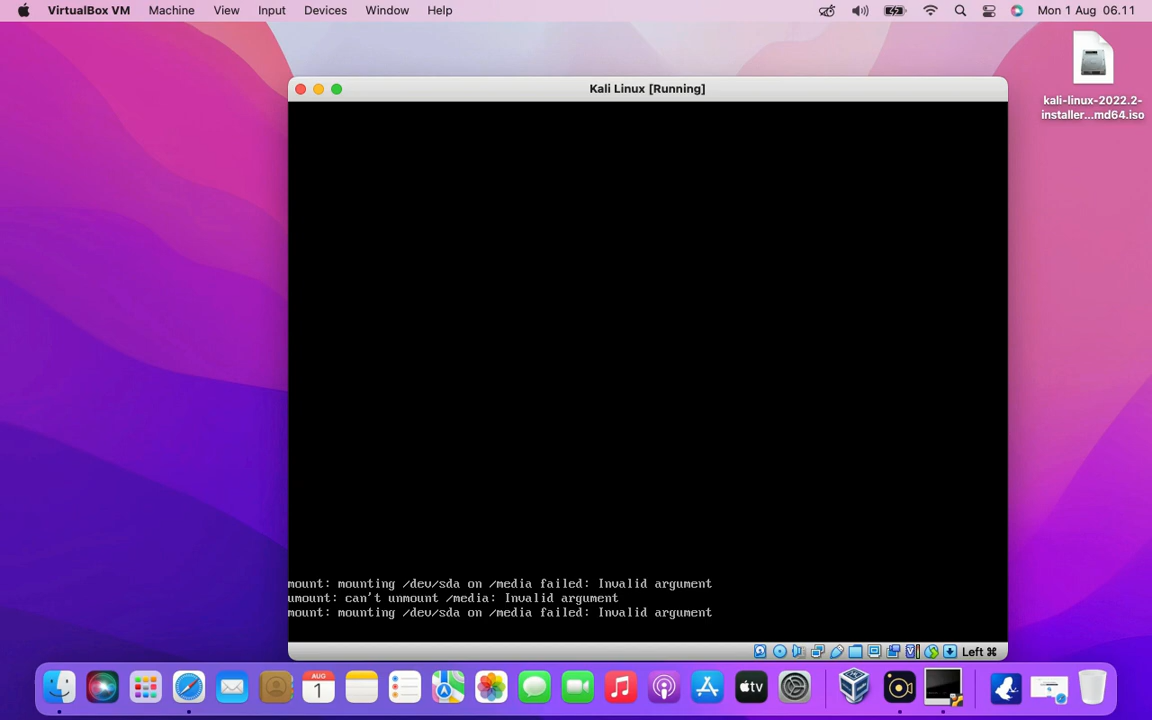 VirtualBox VM Machine View Input Devices Window Help Mon 1 Aug 06.11
kali-linux-2022.2-
installer...md64.iso
Kali Linux [Running]
mount: mounting /dev/sda on /media failed: Invalid argument
umount: can't unmount /media: Invalid argument
mount: mounting /dev/sda on /media failed: Invalid argument
Left ⌘
AUG
1
tv